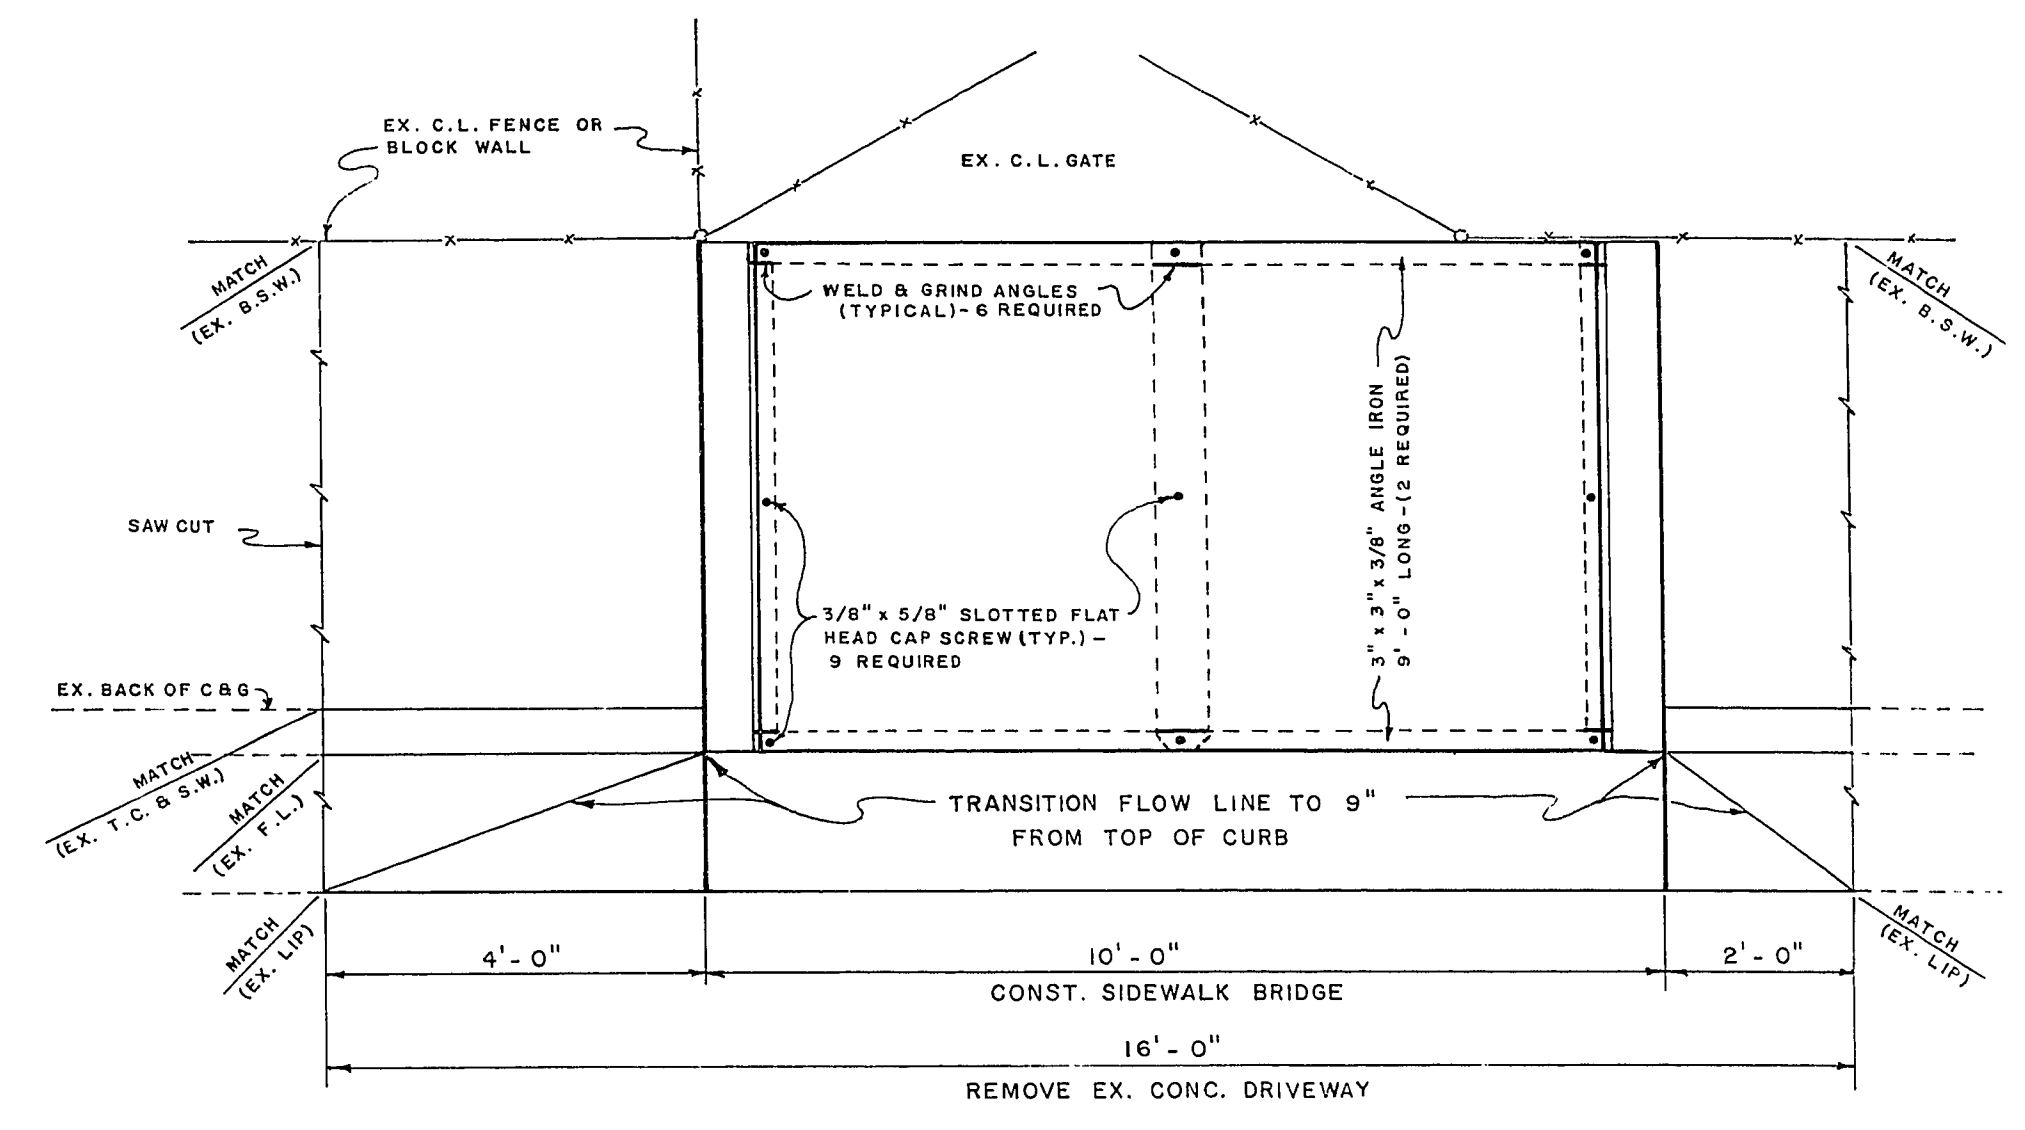 EX. C.L. FENCE OR
BLOCK WALL
EX. C.L. GATE
MATCH
(EX. B.S.W.)
MATCH
(EX. B.S.W.)
WELD & GRIND ANGLES
(TYPICAL)-6 REQUIRED
3" x 3" x 3/8" ANGLE IRON
9'-0" LONG-(2 REQUIRED)
SAW CUT
3/8" x 5/8" SLOTTED FLAT
HEAD CAP SCREW (TYP.) -
9 REQUIRED
EX. BACK OF C&G
MATCH
(EX. T.C. & S.W.)
MATCH
(EX. F.L.)
TRANSITION FLOW LINE TO 9"
FROM TOP OF CURB
MATCH
(EX. LIP)
MATCH
(EX. LIP)
4'-0"
10'-0"
2'-0"
CONST. SIDEWALK BRIDGE
16'-0"
REMOVE EX. CONC. DRIVEWAY